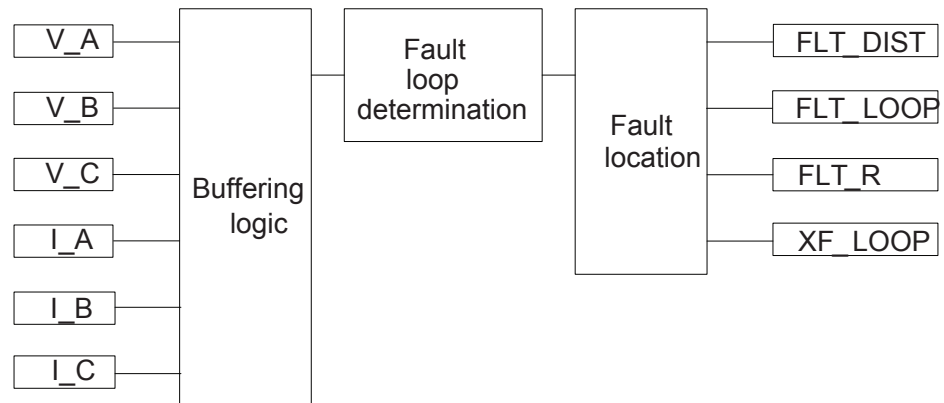 V_A
V_B
V_C
I_A
I_B
I_C
Buffering
logic
Fault
loop
determination
Fault
location
FLT_DIST
FLT_LOOP
FLT_R
XF_LOOP